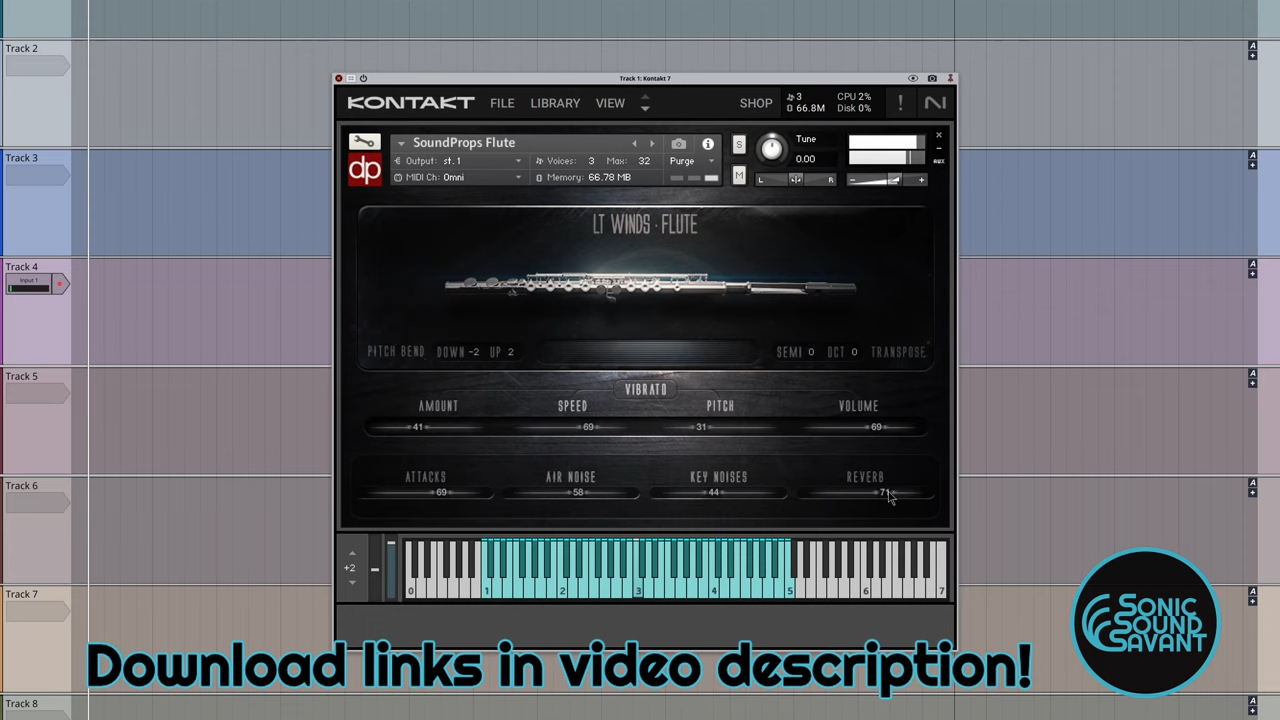 Track 2
Track 3
Track 4
Input 1
Track 5
Track 6
Track 7
Track 8
A
A
A
A
A
A
A
Track 1: Kontakt 7
KONTAKT FILE LIBRARY VIEW SHOP
3
66.8M
CPU 2%
Disk 0%
!
SoundProps Flute
Output: st. 1 Voices: 3 Max: 32 Purge
MIDI Ch: Omni Memory: 66.78 MB
dp
S
M
Tune
0.00
L R
- +
AUX
LT WINDS · FLUTE
PITCH BEND DOWN -2 UP 2 SEMI 0 OCT 0 TRANSPOSE
VIBRATO
AMOUNT SPEED PITCH VOLUME
41 69 31 69
ATTACKS AIR NOISE KEY NOISES REVERB
69 58 44 71
+2
0 1 2 3 4 5 6 7
Download links in video description!
SONIC
SOUND
SAVANT